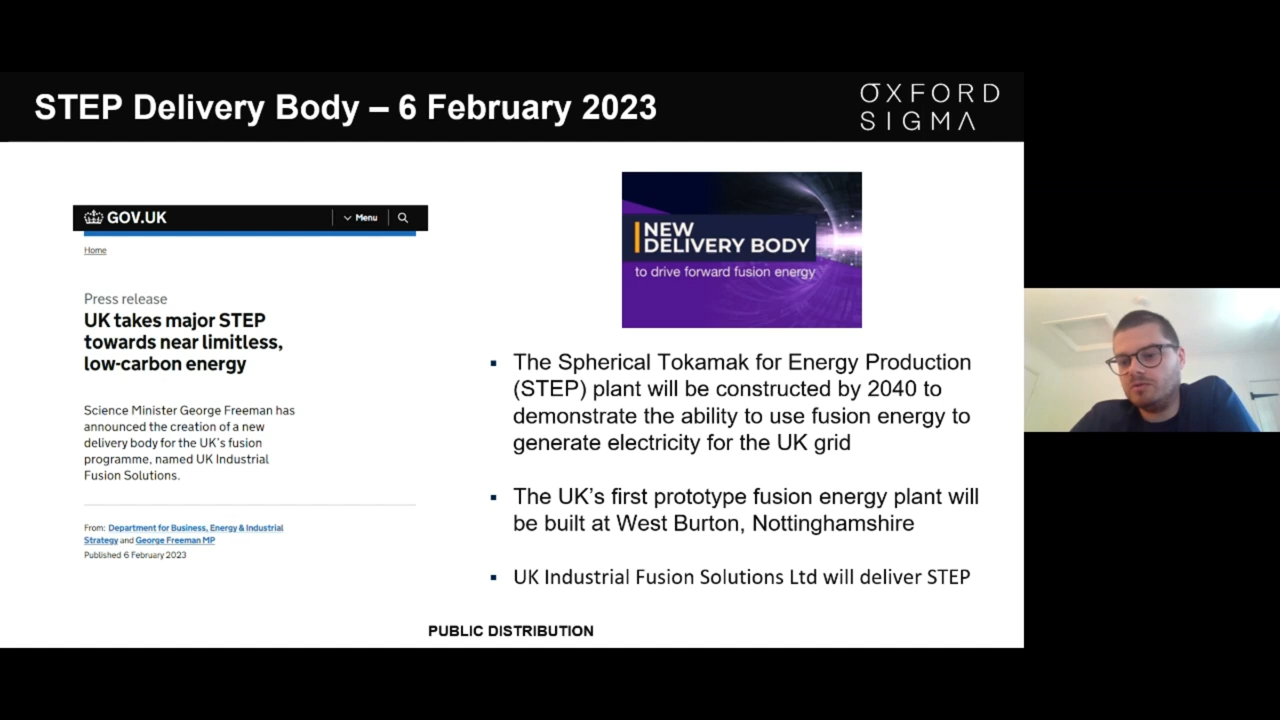 STEP Delivery Body – 6 February 2023
OXFORD
SIGMA
GOV.UK
Menu
Home
Press release
UK takes major STEP
towards near limitless,
low-carbon energy
Science Minister George Freeman has
announced the creation of a new
delivery body for the UK's fusion
programme, named UK Industrial
Fusion Solutions.
From: Department for Business, Energy & Industrial
Strategy and George Freeman MP
Published 6 February 2023
NEW
DELIVERY BODY
to drive forward fusion energy
▪ The Spherical Tokamak for Energy Production
(STEP) plant will be constructed by 2040 to
demonstrate the ability to use fusion energy to
generate electricity for the UK grid
▪ The UK's first prototype fusion energy plant will
be built at West Burton, Nottinghamshire
▪ UK Industrial Fusion Solutions Ltd will deliver STEP
PUBLIC DISTRIBUTION